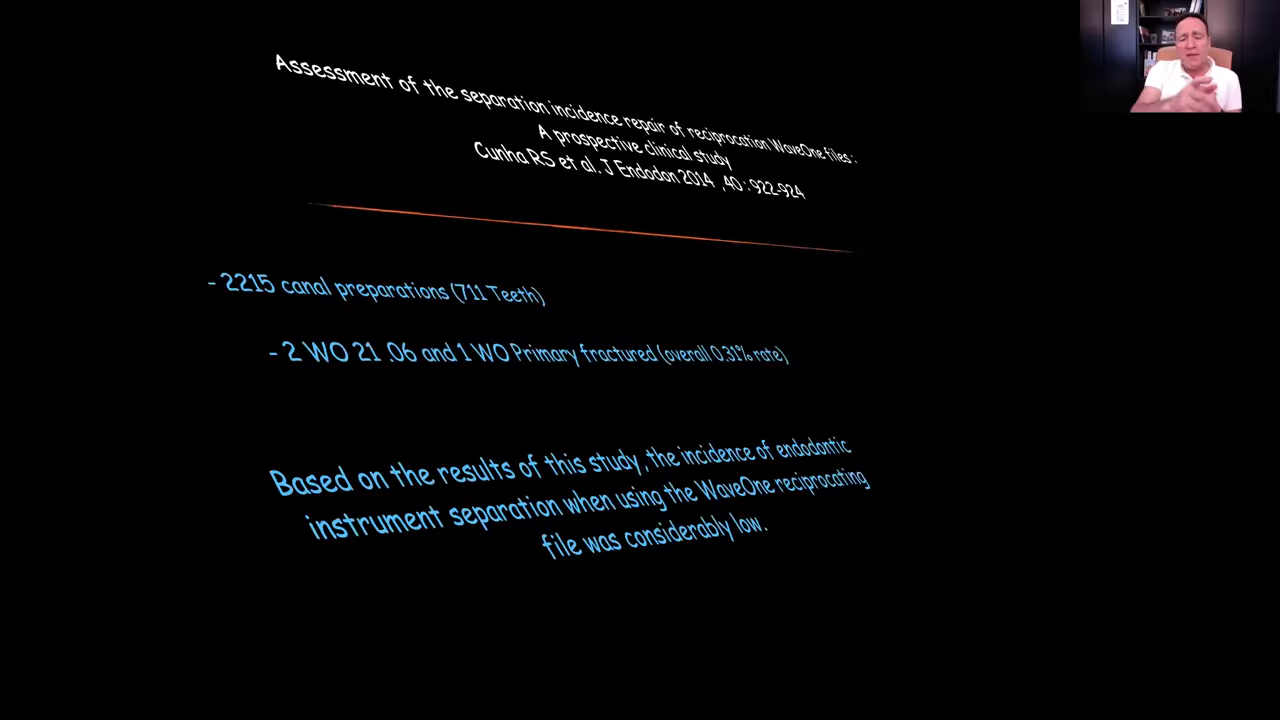 Assessment of the separation incidence repair of reciprocation WaveOne files :
A prospective clinical study
Cunha RS et al. J Endodon 2014 , 40 : 922-924
- 2215 canal preparations (711 Teeth)
- 2 WO 21 .06 and 1 WO Primary fractured (overall 0.31% rate)
Based on the results of this study, the incidence of endodontic
instrument separation when using the WaveOne reciprocating
file was considerably low.